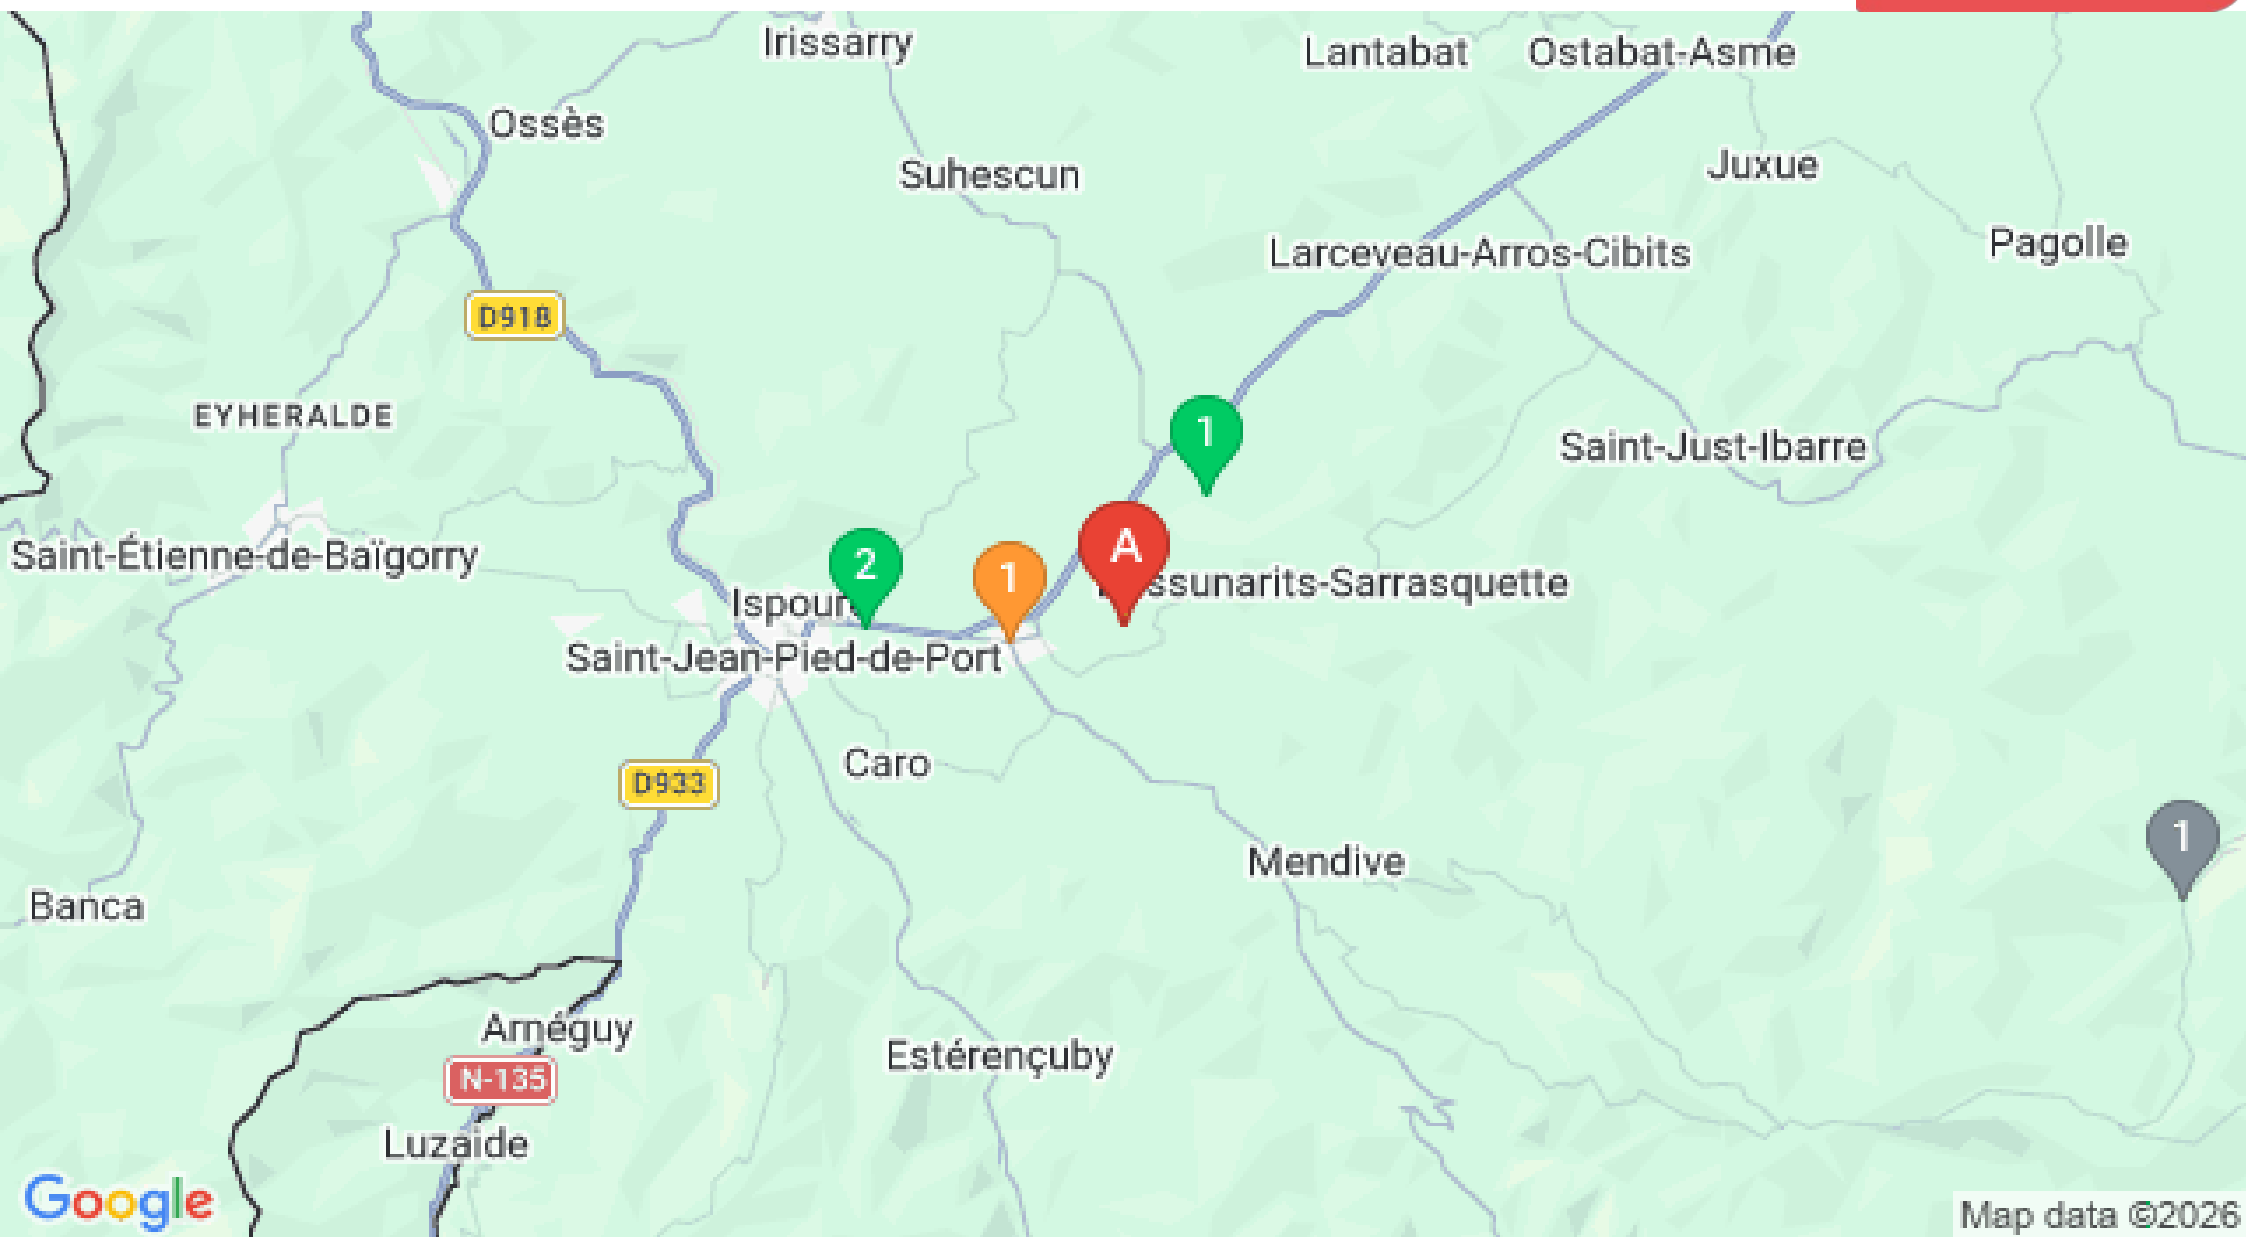 Irissarry
Lantabat
Ostabat-Asme
Ossès
Juxue
Suhescun
Pagolle
Larceveau-Arros-Cibits
D918
EYHERALDE
1
Saint-Just-Ibarre
A
Saint-Étienne-de-Baïgorry
2
1
ssunarits-Sarrasquette
Ispour
Saint-Jean-Pied-de-Port
Caro
D933
1
Mendive
Banca
Arnéguy
Estérençuby
N-135
Luzaide
Google
Map data ©2026